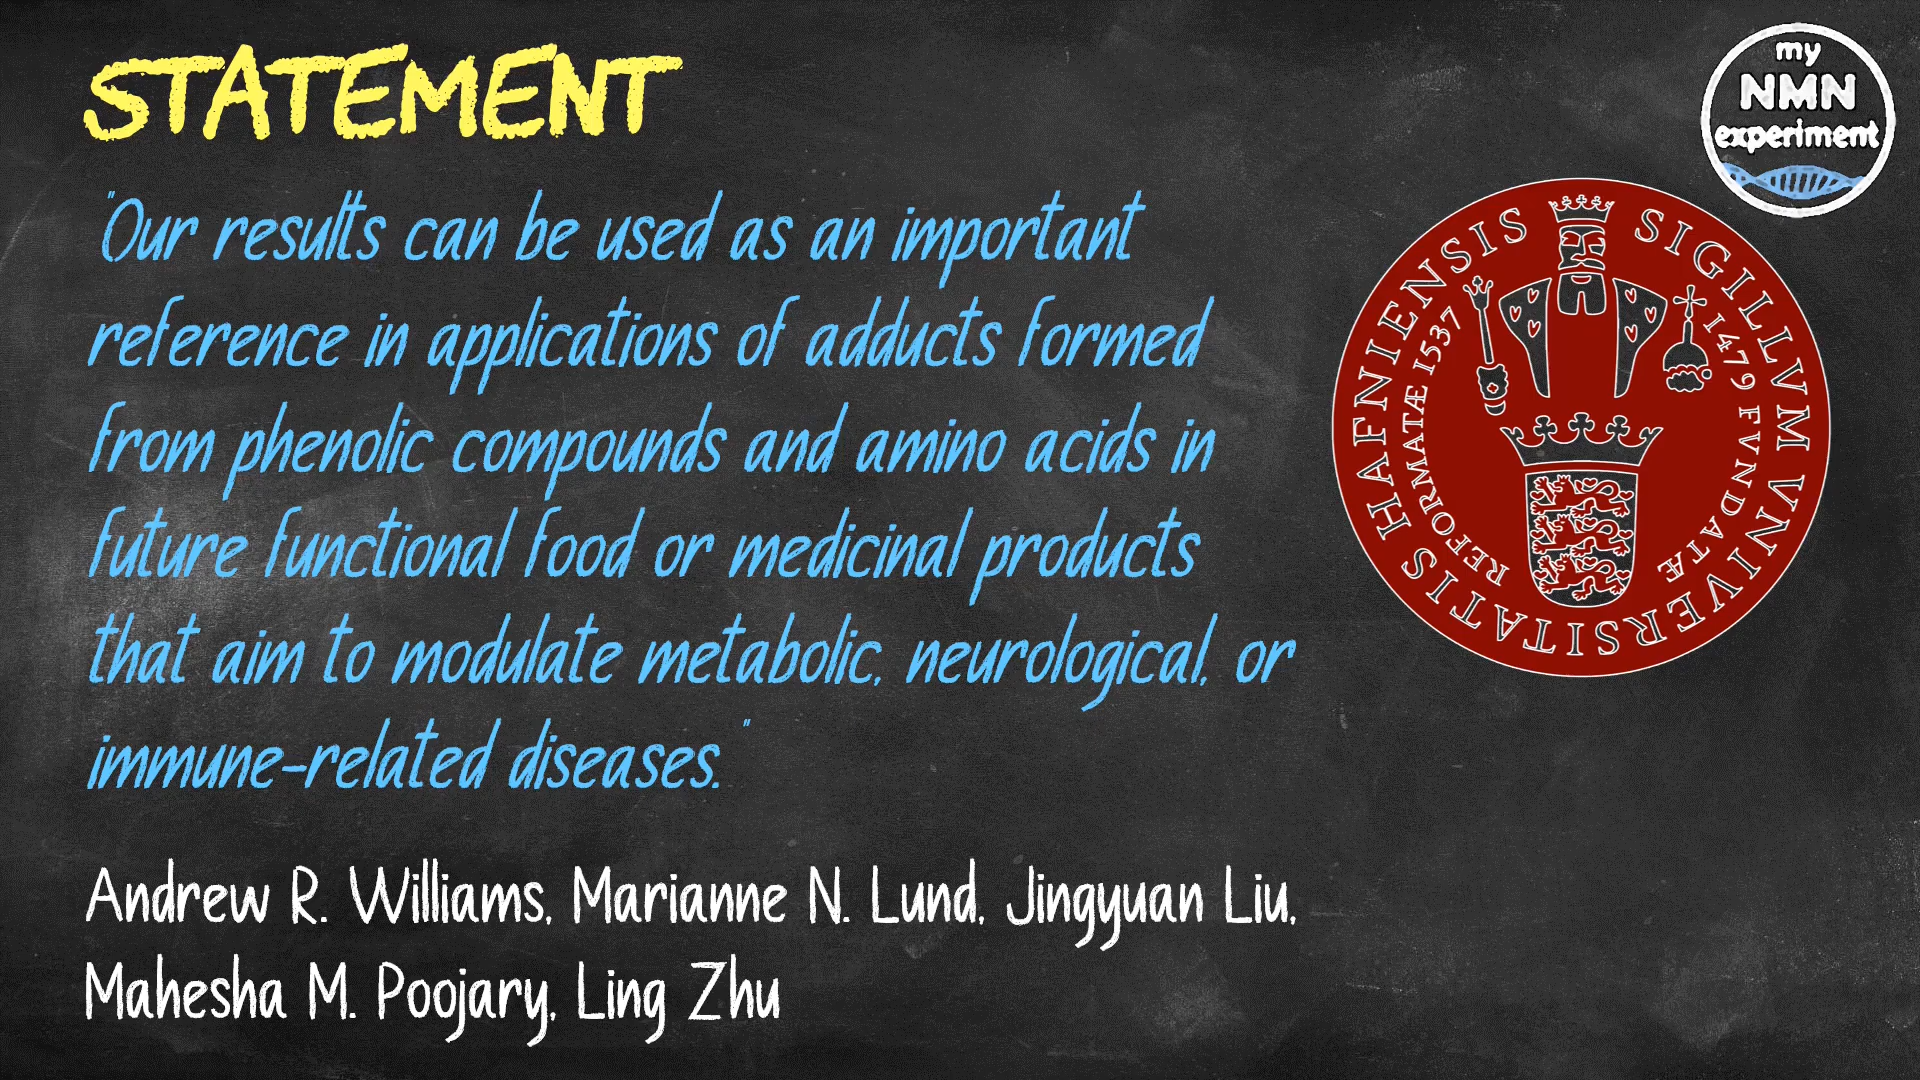 STATEMENT
my
NMN
experiment
"Our results can be used as an important
reference in applications of adducts formed
from phenolic compounds and amino acids in
future functional food or medicinal products
that aim to modulate metabolic, neurological, or
immune-related diseases."
SIGILLVM VNIVERSITATIS HAFNIENSIS
1479 FVNDATÆ
REFORMATÆ 1537
Andrew R. Williams, Marianne N. Lund, Jingyuan Liu,
Mahesha M. Poojary, Ling Zhu